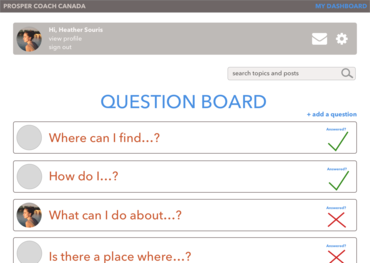 PROSPER COACH CANADA
MY DASHBOARD
Hi, Heather Souris
view profile
sign out
search topics and posts
QUESTION BOARD
+ add a question
Where can I find...?
Answered?
How do I...?
Answered?
What can I do about...?
Answered?
Is there a place where...?
Answered?